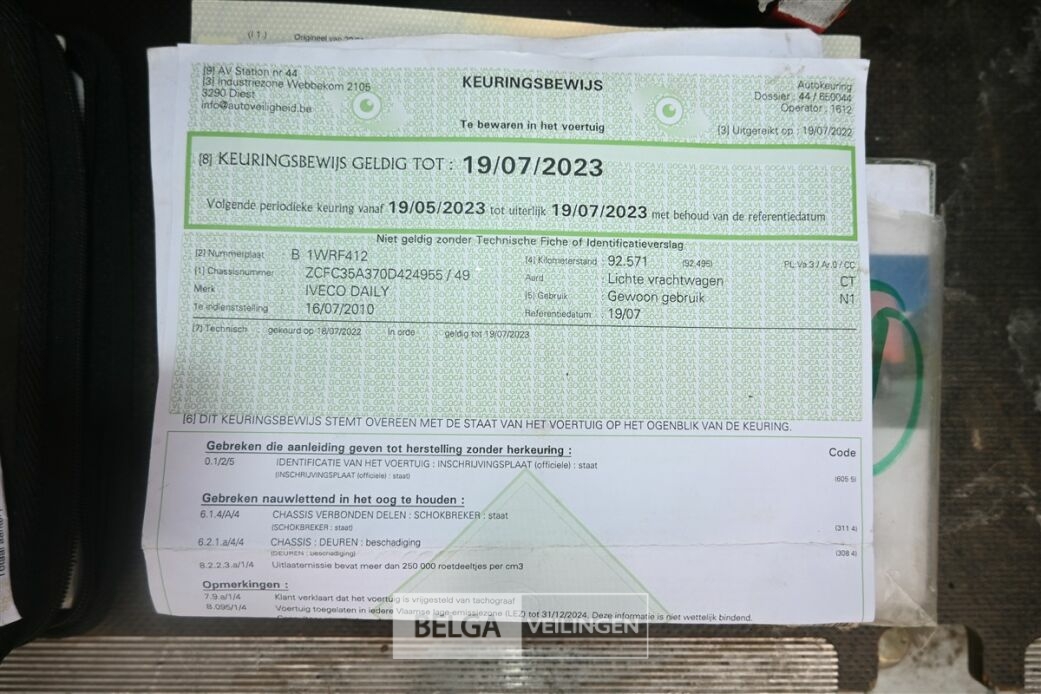 (I 1.) Origineel van
[9] AV Station nr 44
[3] Industriezone Webbekom 2105
3290 Diest
info@autoveiligheid.be
KEURINGSBEWIJS
Te bewaren in het voertuig
Autokeuring
Dossier : 44 / 650044
Operator : 1612
[3] Uitgereikt op : 19/07/2022
[8] KEURINGSBEWIJS GELDIG TOT : 19/07/2023
Volgende periodieke keuring vanaf 19/05/2023 tot uiterlijk 19/07/2023 met behoud van de referentiedatum
Niet geldig zonder Technische Fiche of Identificatieverslag
[2] Nummerplaat B 1WRF412 [4] Kilometerstand : 92.571 (92.495) PL:Va.3 / Ar.0 / CC
[1] Chassisnummer : ZCFC35A370D424955 / 49 Aard : Lichte vrachtwagen CT
Merk : IVECO DAILY [5] Gebruik : Gewoon gebruik N1
1e indienststelling : 16/07/2010 Referentiedatum : 19/07
[7] Technisch : gekeurd op 18/07/2022 In orde geldig tot 19/07/2023
[6] DIT KEURINGSBEWIJS STEMT OVEREEN MET DE STAAT VAN HET VOERTUIG OP HET OGENBLIK VAN DE KEURING.
Gebreken die aanleiding geven tot herstelling zonder herkeuring : Code
0.1/2/5 IDENTIFICATIE VAN HET VOERTUIG : INSCHRIJVINGSPLAAT (officiele) : staat
(INSCHRIJVINGSPLAAT (officiele) : staat) (605 5)
Gebreken nauwlettend in het oog te houden :
6.1.4/A/4 CHASSIS VERBONDEN DELEN : SCHOKBREKER : staat
(SCHOKBREKER : staat) (311 4)
6.2.1.a/4/4 CHASSIS : DEUREN : beschadiging
(DEUREN : beschadiging) (308 4)
8.2.2.3.a/1/4 Uitlaatemissie bevat meer dan 250 000 roetdeeltjes per cm3
Opmerkingen :
7.9.a/1/4 Klant verklaart dat het voertuig is vrijgesteld van tachograaf
B.095/1/4 Voertuig toegelaten in iedere Vlaamse lage-emissiezone (LEZ) tot 31/12/2024. Deze informatie is niet wettelijk bindend.
BELGA VEILINGEN